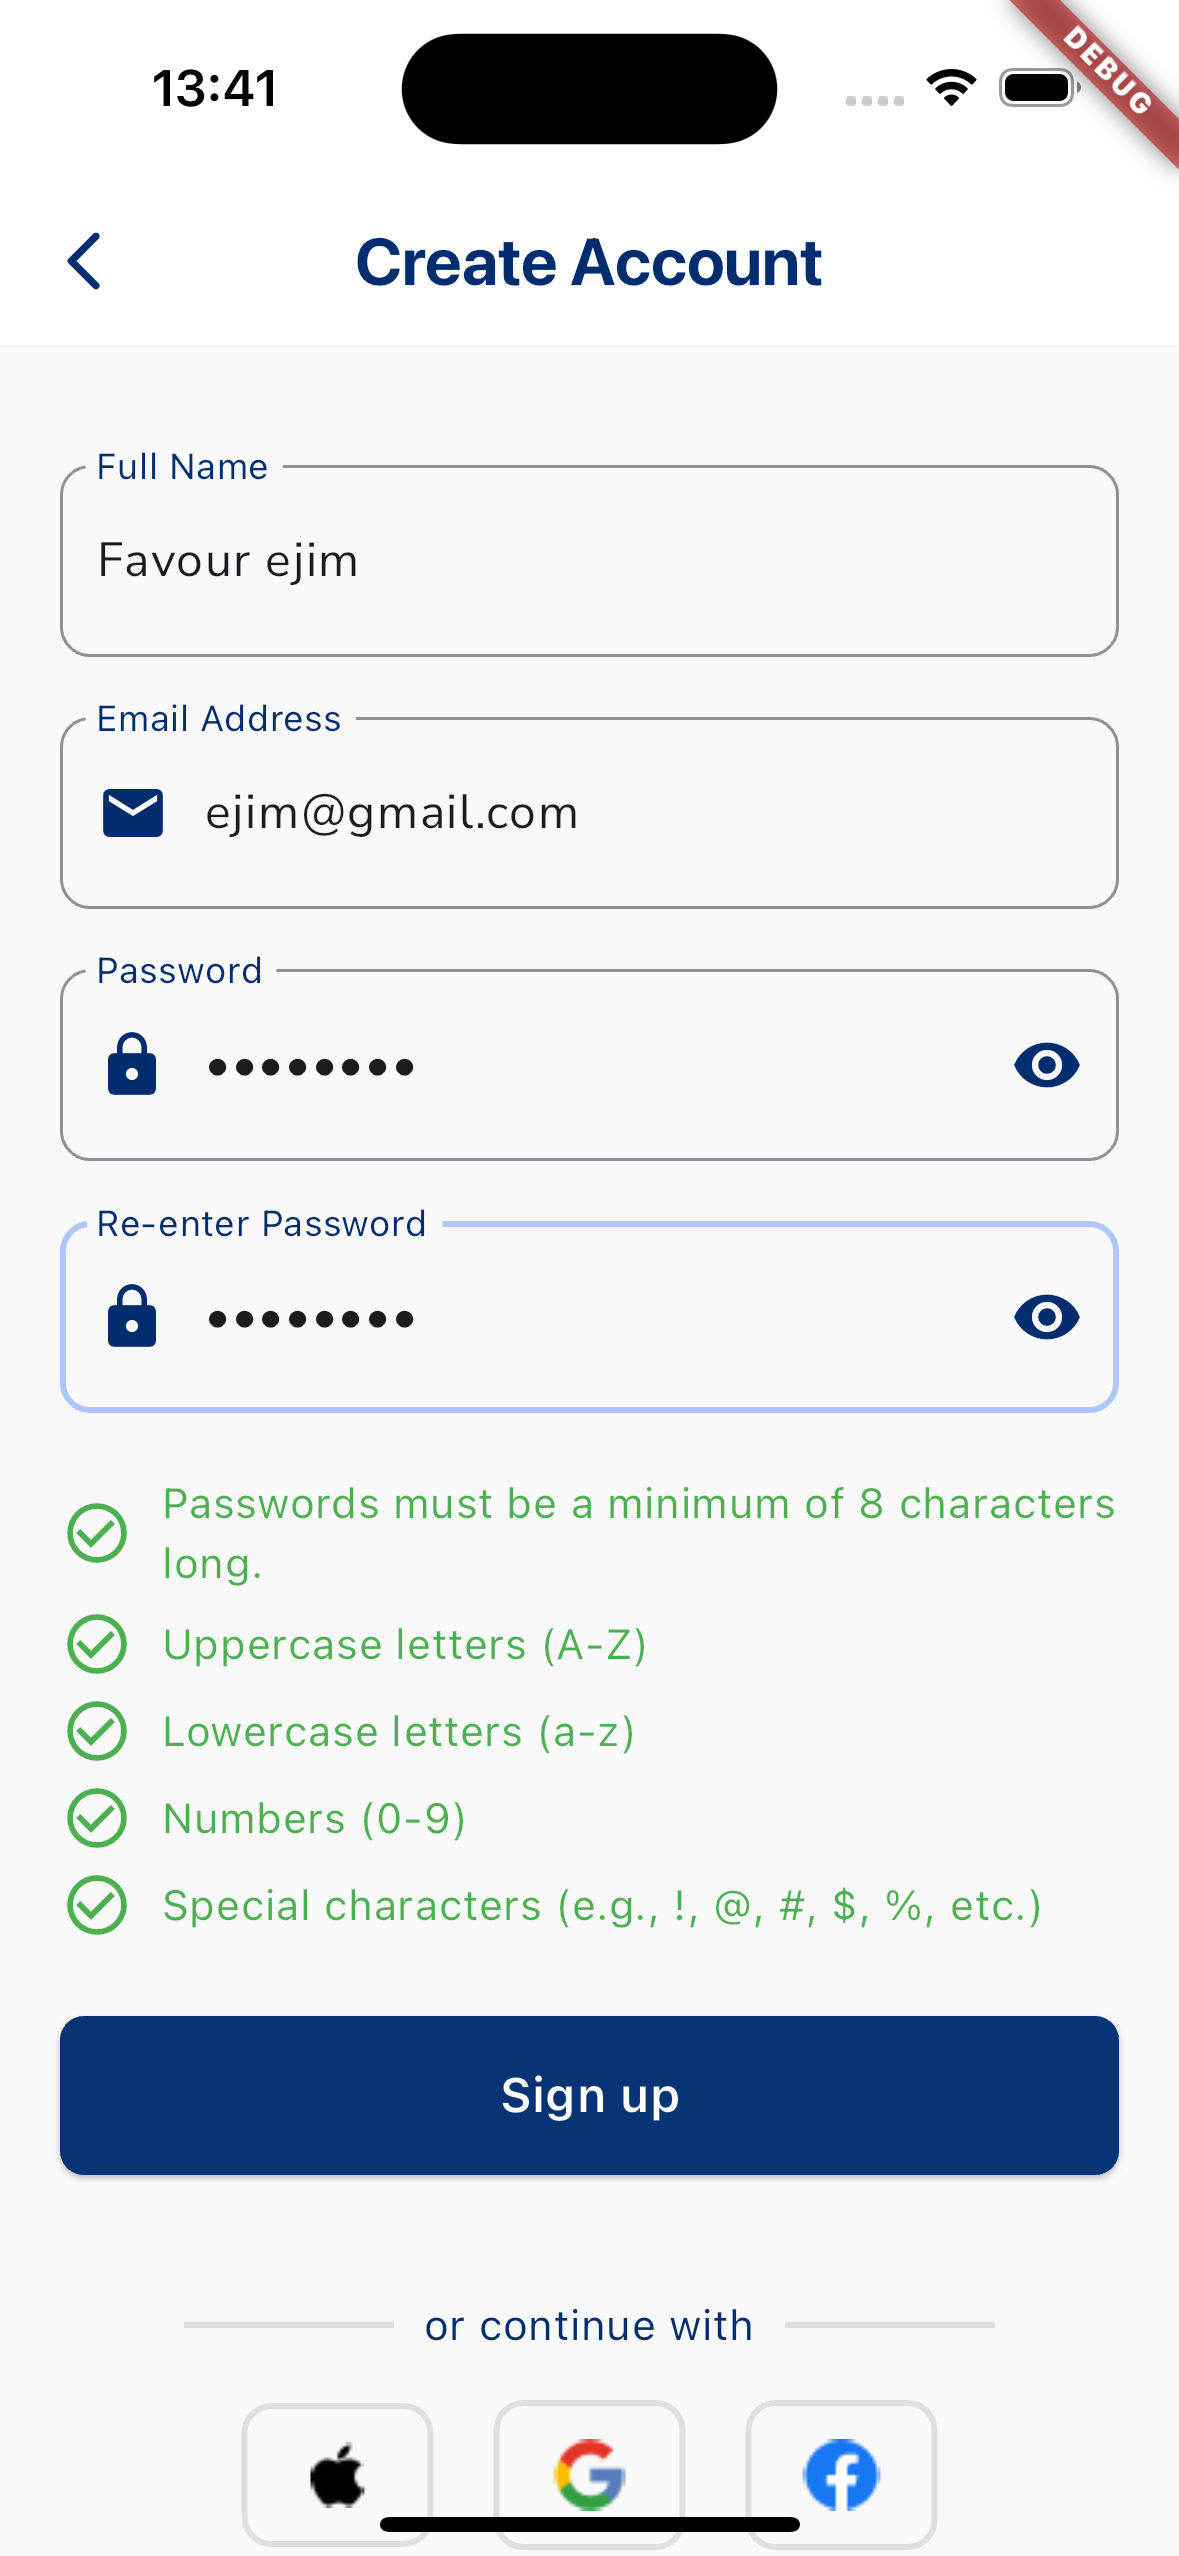 13:41
DEBUG
Create Account
Full Name
Favour ejim
Email Address
ejim@gmail.com
Password
••••••••
Re-enter Password
••••••••
Passwords must be a minimum of 8 characters
long.
Uppercase letters (A-Z)
Lowercase letters (a-z)
Numbers (0-9)
Special characters (e.g., !, @, #, $, %, etc.)
Sign up
or continue with